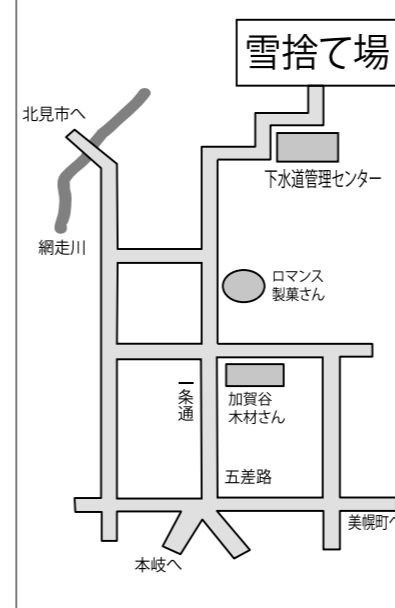 雪捨て場
北見市へ
下水道管理センター
網走川
ロマンス
製菓さん
一条通
加賀谷
木材さん
五差路
美幌町へ
本岐へ